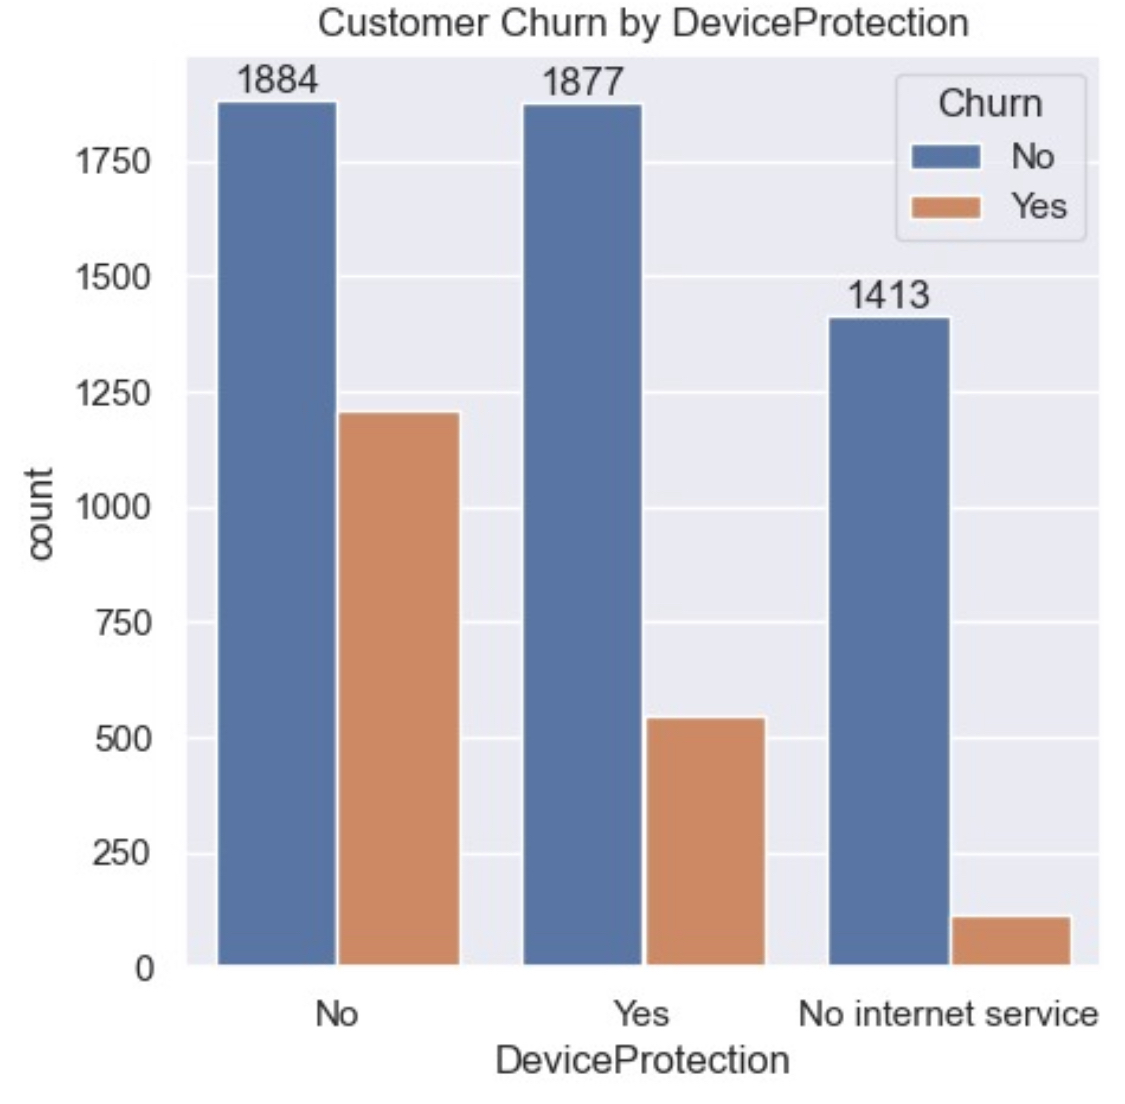 Customer Churn by DeviceProtection
1884
1877
1413
Churn
No
Yes
1750
1500
1250
1000
750
500
250
0
count
No
Yes
No internet service
DeviceProtection